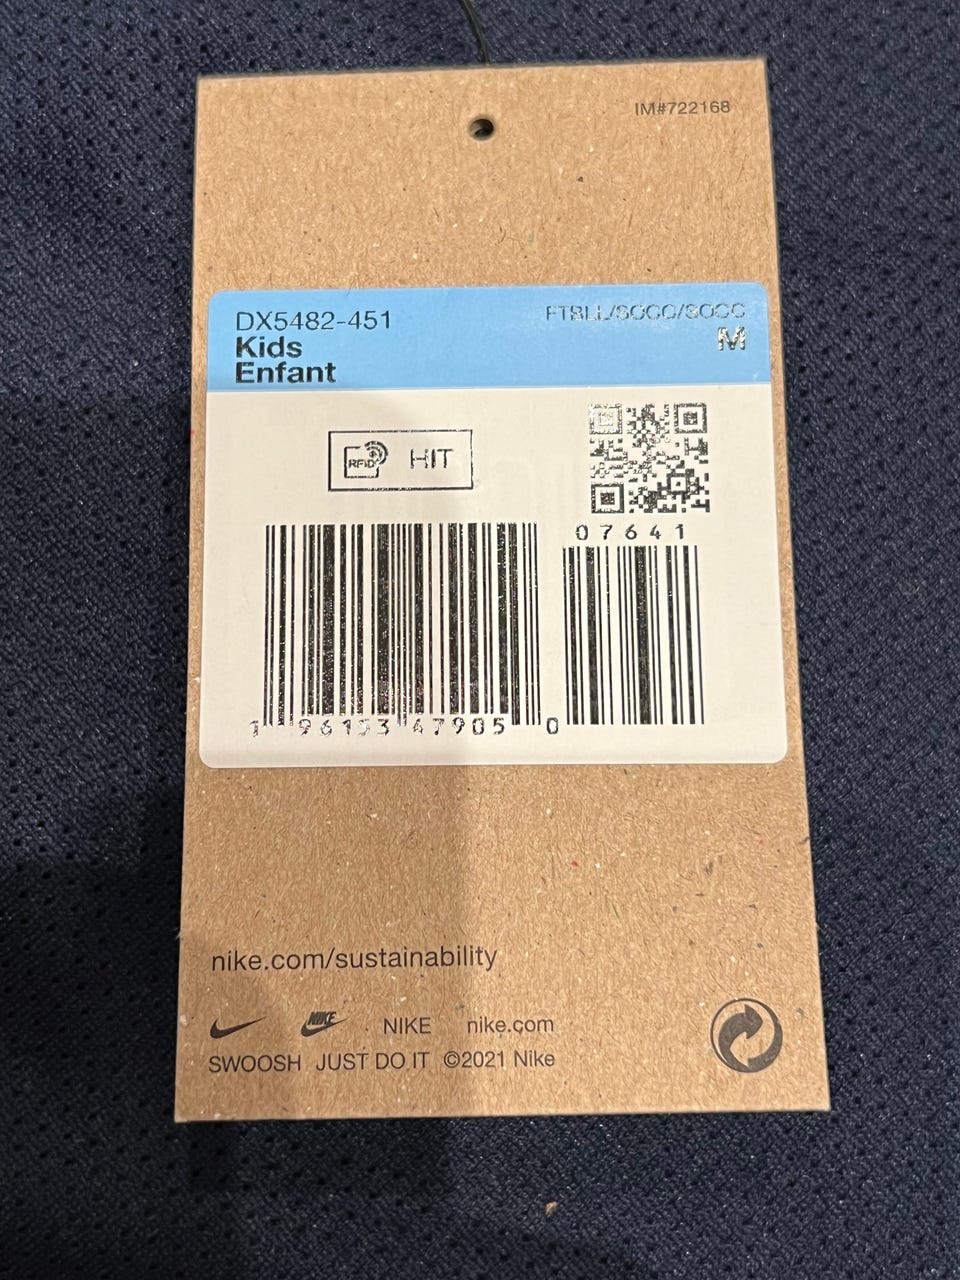 IM#722168
DX5482-451
FTBLL/SOCC/SOCC
Kids
M
Enfant
RFID HIT
07641
1 96153 47905 0
nike.com/sustainability
NIKE NIKE nike.com
SWOOSH JUST DO IT ©2021 Nike